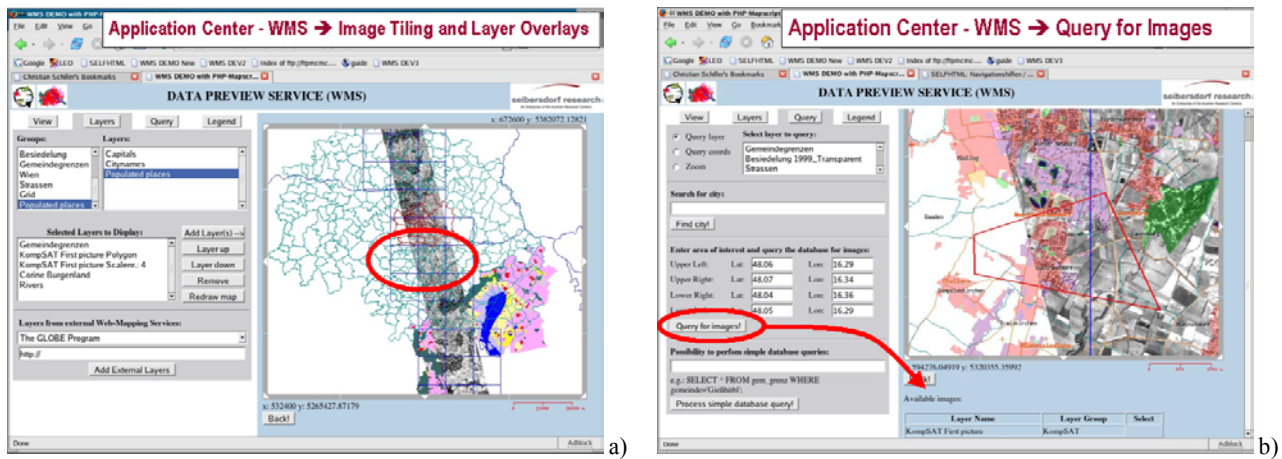 WMS DEMO with PHP
Application Center - WMS ➔ Image Tiling and Layer Overlays
File Edit View Go
Google LEO SELFHTML WMS DEMO New WMS DEV2 Index of ftp://ftpmcmc.... guide WMS DEV3
Christian Schiller's Bookmarks WMS DEMO with PHP-Mapscr...
DATA PREVIEW SERVICE (WMS)
seibersdorf research
View Layers Query Legend
x: 672600 y: 5382072.12821
Groups: Layers:
Besiedelung
Gemeindegrenzen
Wien
Strassen
Grid
Populated places
Capitals
Citynames
Populated places
Selected Layers to Display:
Gemeindegrenzen
KompSAT First picture Polygon
KompSAT First picture Scalenr.: 4
Corine Burgenland
Rivers
Add Layer(s) -->
Layer up
Layer down
Remove
Redraw map
Layers from external Web-Mapping Services:
The GLOBE Program
http://
Add External Layers
x: 532400 y: 5265427.87179
Back!
Done Adblock
a)
WMS DEMO with PHP Mapscript
Application Center - WMS ➔ Query for Images
File Edit View Go Bookmarks
Google LEO SELFHTML WMS DEMO New WMS DEV2 Index of ftp://ftpmcmc.... guide WMS DEV3
Christian Schiller's Bookmarks WMS DEMO with PHP-Mapscr... SELFHTML: Navigationshilfen / ...
DATA PREVIEW SERVICE (WMS)
seibersdorf research
View Layers Query Legend
Query layer
Query coords
Zoom
Select layer to query:
Gemeindegrenzen
Besiedelung 1999_Transparent
Strassen
Search for city:
Find city!
Enter area of interest and query the database for images:
Upper Left: Lat: 48.06 Lon: 16.29
Upper Right: Lat: 48.07 Lon: 16.34
Lower Right: Lat: 48.04 Lon: 16.36
48.05 Lon: 16.29
Query for images!
Possibility to perfom simple database queries:
e.g.: SELECT * FROM gem_grenz WHERE
Process simple database query!
Mödling
Gaaden
594276.04919 y: 5320355.35992
Available images:
Layer Name Layer Group Select
KompSAT First picture KompSAT
Done Adblock
b)